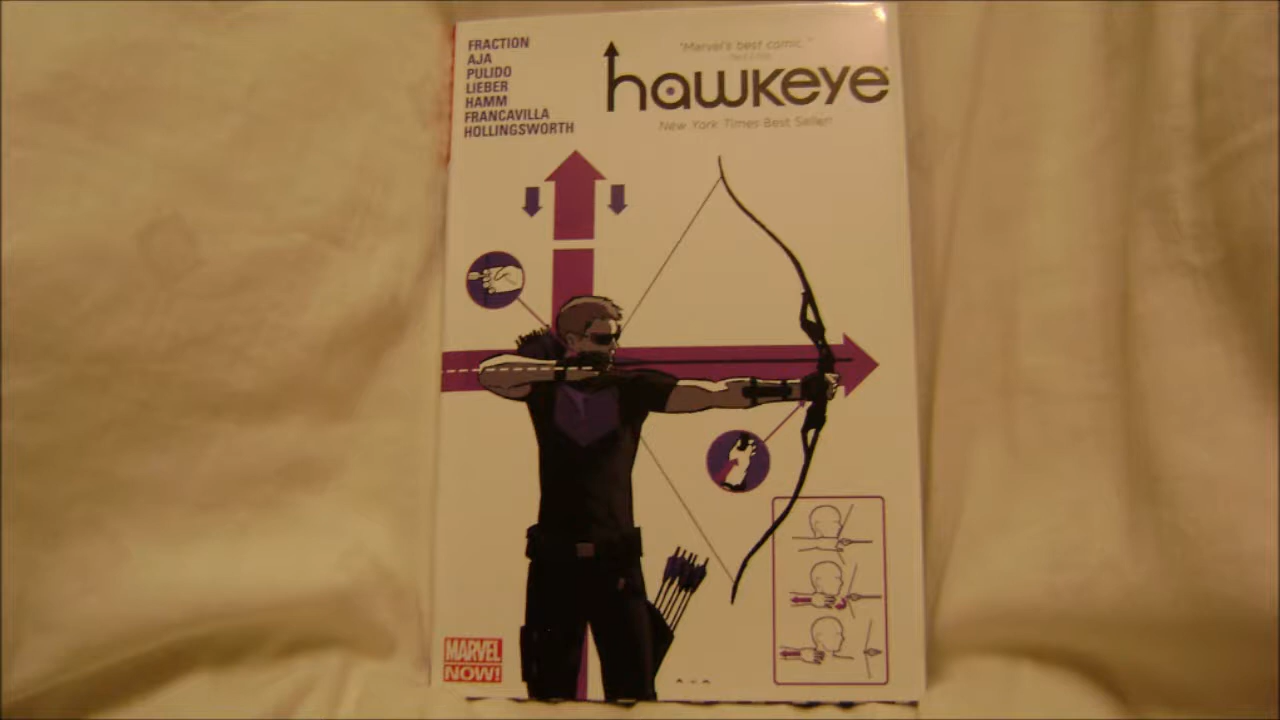 FRACTION
AJA
PULIDO
LIEBER
HAMM
FRANCAVILLA
HOLLINGSWORTH
"Marvel's best comic."
hawkeye
New York Times Best Seller!
MARVEL
NOW!